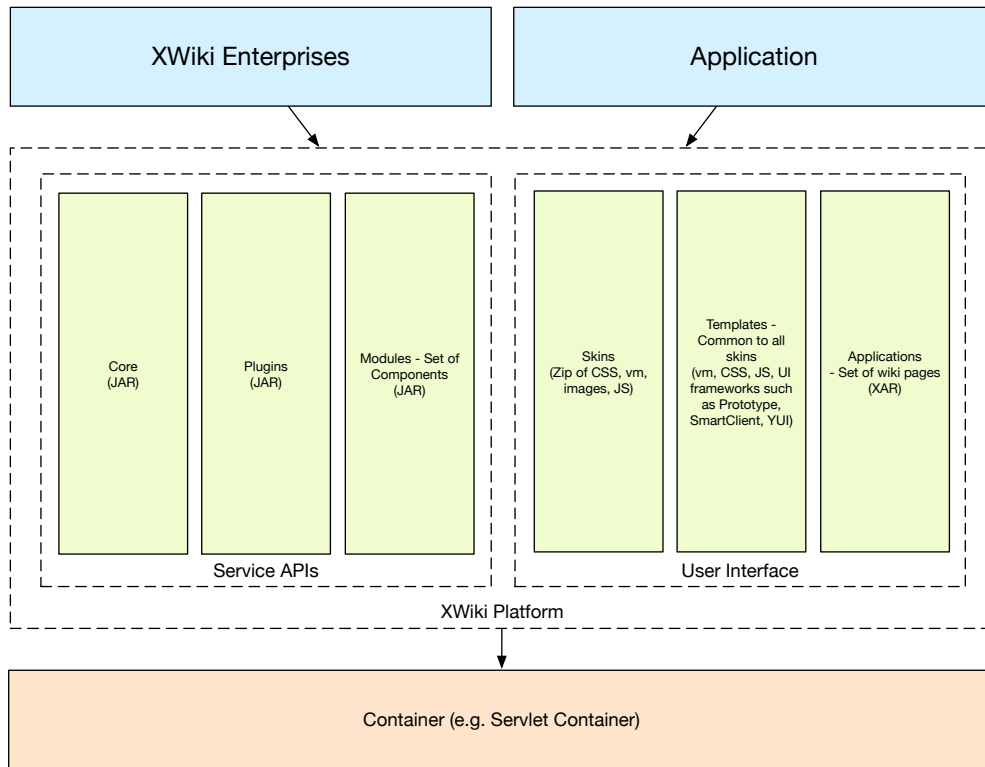 XWiki Enterprises
Application
Core
(JAR)
Plugins
(JAR)
Modules - Set of
Components
(JAR)
Skins
(Zip of CSS, vm,
images, JS)
Templates -
Common to all
skins
(vm, CSS, JS, UI
frameworks such
as Prototype,
SmartClient, YUI)
Applications
- Set of wiki pages
(XAR)
Service APIs
User Interface
XWiki Platform
Container (e.g. Servlet Container)